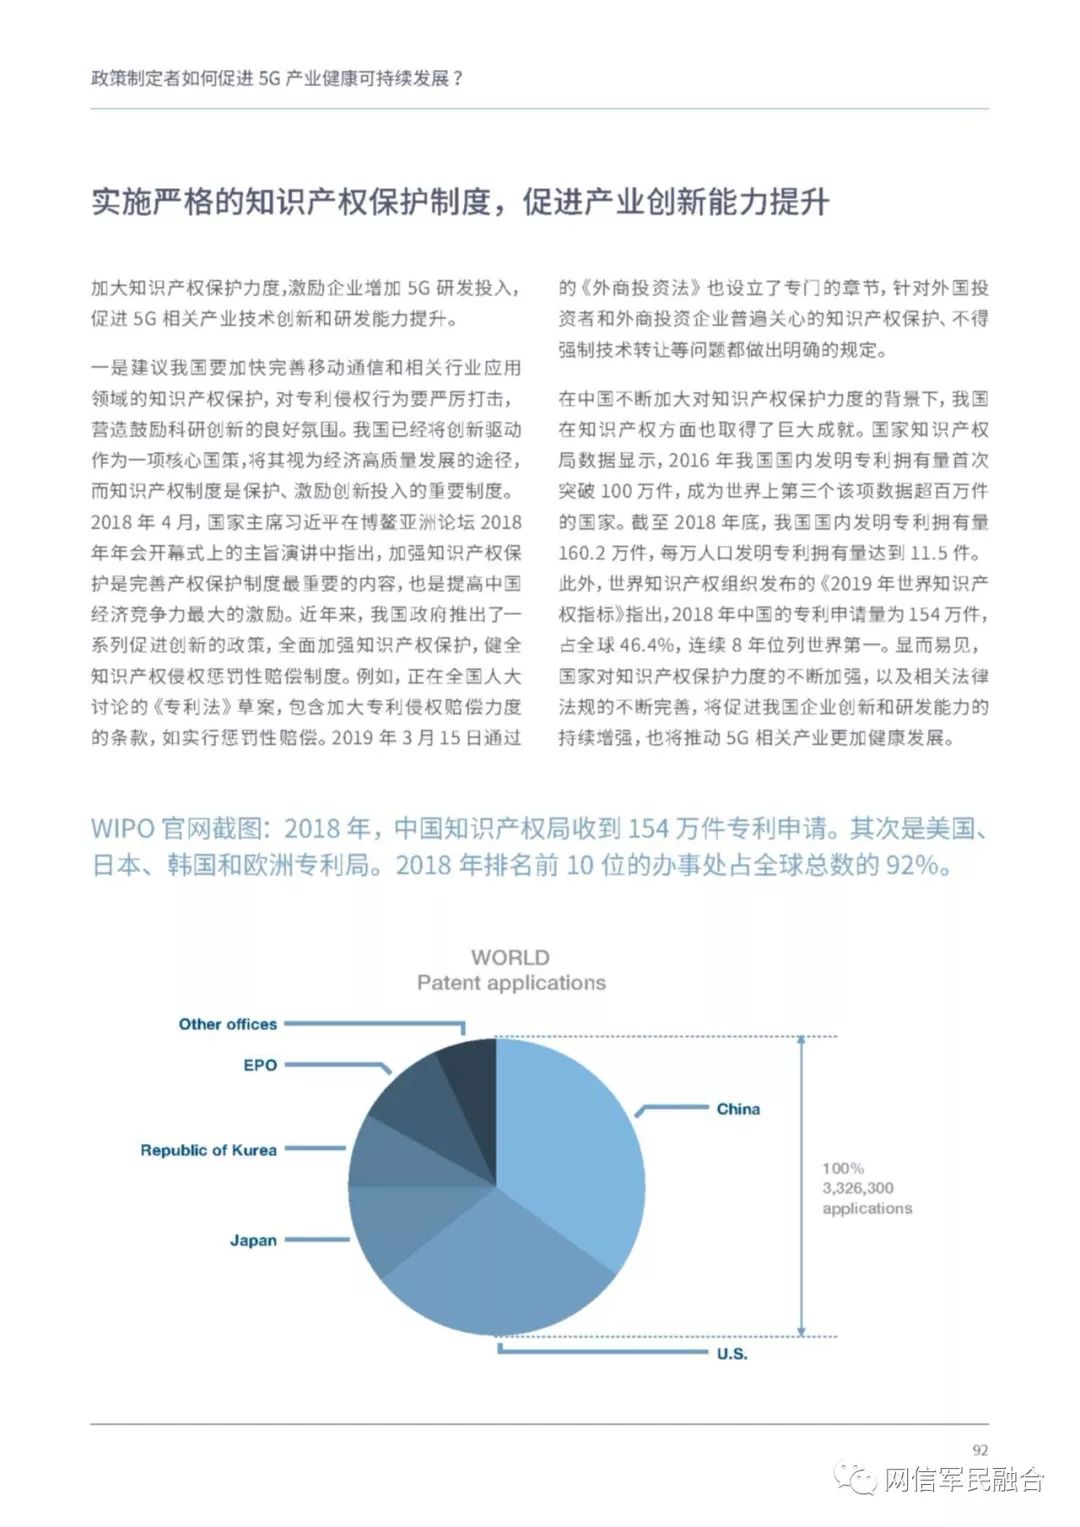 政策制定者如何促进 5G 产业健康可持续发展？
实施严格的知识产权保护制度，促进产业创新能力提升
加大知识产权保护力度，激励企业增加 5G 研发投入，
促进 5G 相关产业技术创新和研发能力提升。
一是建议我国要加快完善移动通信和相关行业应用
领域的知识产权保护，对专利侵权行为要严厉打击，
营造鼓励科研创新的良好氛围。我国已经将创新驱动
作为一项核心国策，将其视为经济高质量发展的途径，
而知识产权制度是保护、激励创新投入的重要制度。
2018 年 4 月，国家主席习近平在博鳌亚洲论坛 2018
年年会开幕式上的主旨演讲中指出，加强知识产权保
护是完善产权保护制度最重要的内容，也是提高中国
经济竞争力最大的激励。近年来，我国政府推出了一
系列促进创新的政策，全面加强知识产权保护，健全
知识产权侵权惩罚性赔偿制度。例如，正在全国人大
讨论的《专利法》草案，包含加大专利侵权赔偿力度
的条款，如实行惩罚性赔偿。2019 年 3 月 15 日通过
的《外商投资法》也设立了专门的章节，针对外国投
资者和外商投资企业普遍关心的知识产权保护、不得
强制技术转让等问题都做出明确的规定。
在中国不断加大对知识产权保护力度的背景下，我国
在知识产权方面也取得了巨大成就。国家知识产权
局数据显示，2016 年我国国内发明专利拥有量首次
突破 100 万件，成为世界上第三个该项数据超百万件
的国家。截至 2018 年底，我国国内发明专利拥有量
160.2 万件，每万人口发明专利拥有量达到 11.5 件。
此外，世界知识产权组织发布的《2019 年世界知识产
权指标》指出，2018 年中国的专利申请量为 154 万件，
占全球 46.4%，连续 8 年位列世界第一。显而易见，
国家对知识产权保护力度的不断加强，以及相关法律
法规的不断完善，将促进我国企业创新和研发能力的
持续增强，也将推动 5G 相关产业更加健康发展。
WIPO 官网截图：2018 年，中国知识产权局收到 154 万件专利申请。其次是美国、
日本、韩国和欧洲专利局。2018 年排名前 10 位的办事处占全球总数的 92%。
WORLD
Patent applications
Other offices
EPO
China
Republic of Kurea
100%
3,326,300
applications
Japan
U.S.
92
网信军民融合